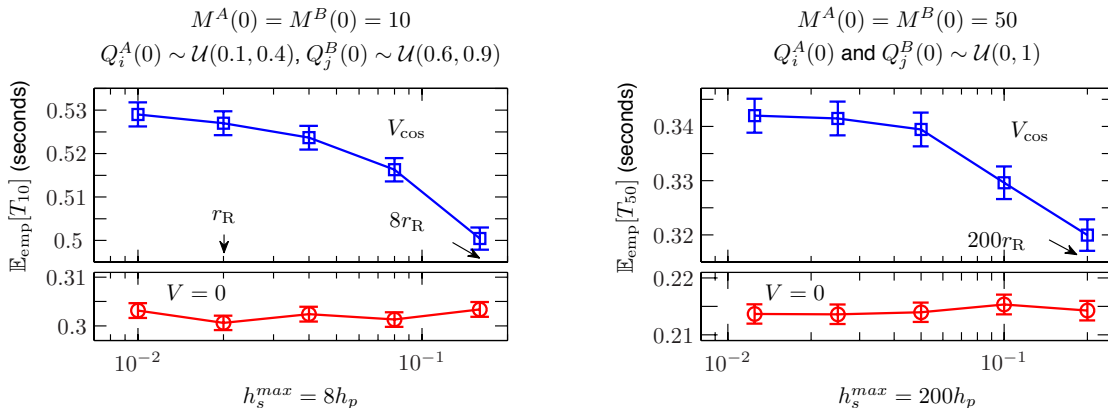 M^A(0) = M^B(0) = 10
Q_i^A(0) ∼ U(0.1, 0.4), Q_j^B(0) ∼ U(0.6, 0.9)
𝔼_emp[T_10] (seconds)
0.53
0.52
0.51
0.5
V_cos
r_R
8r_R
0.31
0.3
V = 0
10^−2
10^−1
h_s^max = 8h_p
M^A(0) = M^B(0) = 50
Q_i^A(0) and Q_j^B(0) ∼ U(0, 1)
𝔼_emp[T_50] (seconds)
0.34
0.33
0.32
V_cos
200r_R
0.22
0.21
V = 0
10^−2
10^−1
h_s^max = 200h_p